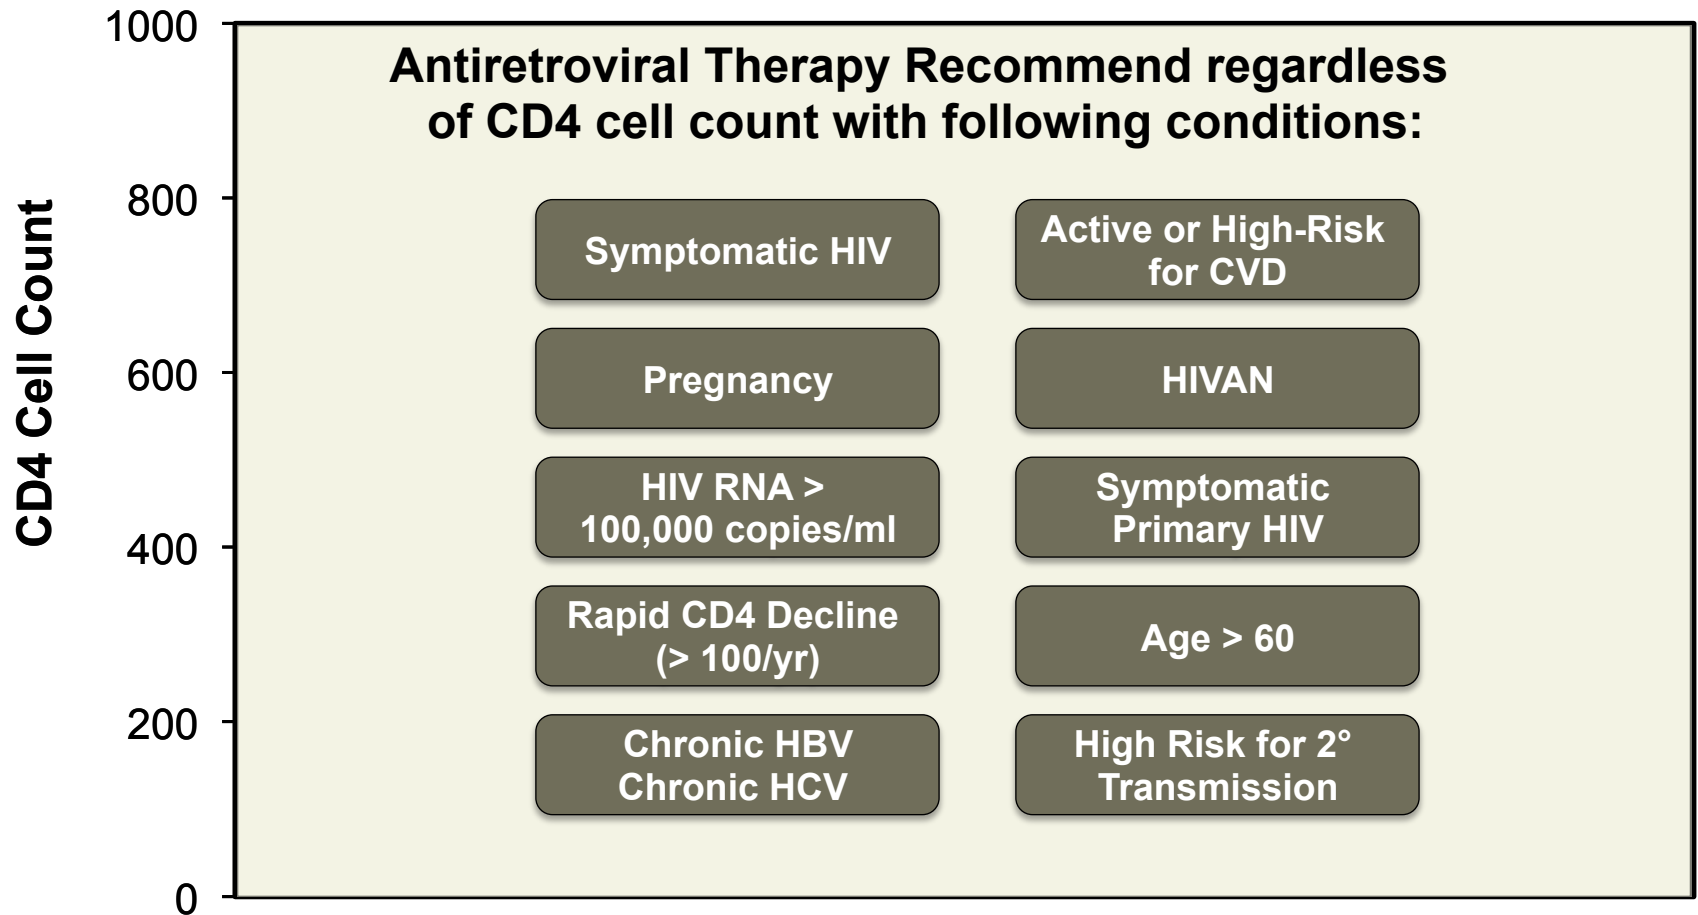 1000
Antiretroviral Therapy Recommend regardless
of CD4 cell count with following conditions:
800
Symptomatic HIV
Active or High-Risk
for CVD
CD4 Cell Count
600
Pregnancy
HIVAN
HIV RNA >
100,000 copies/ml
Symptomatic
Primary HIV
400
Rapid CD4 Decline
(> 100/yr)
Age > 60
200
Chronic HBV
Chronic HCV
High Risk for 2°
Transmission
0